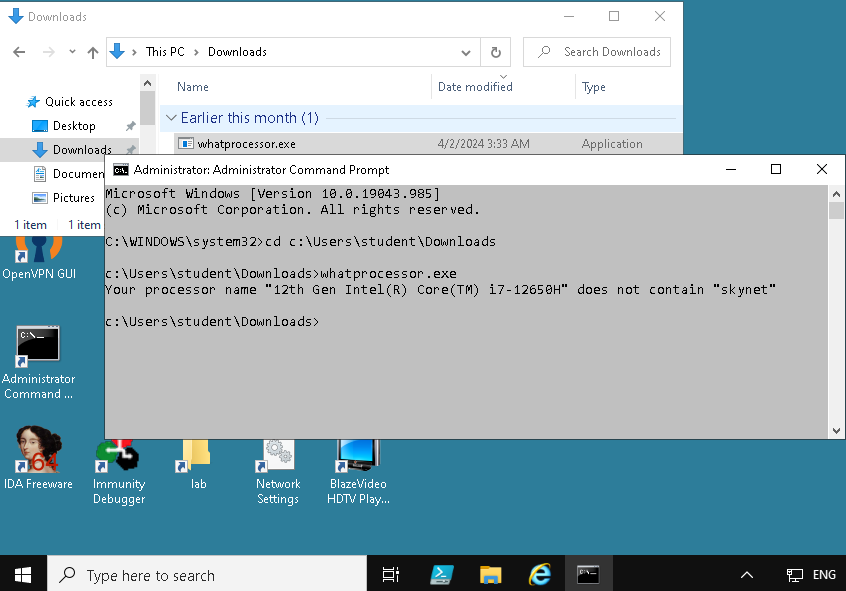 Downloads
This PC
Downloads
Search Downloads
Name
Date modified
Type
Quick access
Earlier this month (1)
Desktop
whatprocessor.exe
4/2/2024 3:33 AM
Application
Downloads
Documen
Pictures
1 item
1 item
Administrator: Administrator Command Prompt
Microsoft Windows [Version 10.0.19043.985]
(c) Microsoft Corporation. All rights reserved.
C:\WINDOWS\system32>cd c:\Users\student\Downloads
c:\Users\student\Downloads>whatprocessor.exe
Your processor name "12th Gen Intel(R) Core(TM) i7-12650H" does not contain "skynet"
c:\Users\student\Downloads>
OpenVPN GUI
C:\_
Administrator
Command ...
64
IDA Freeware
Immunity
Debugger
lab
Network
Settings
BlazeVideo
HDTV Play...
Type here to search
ENG